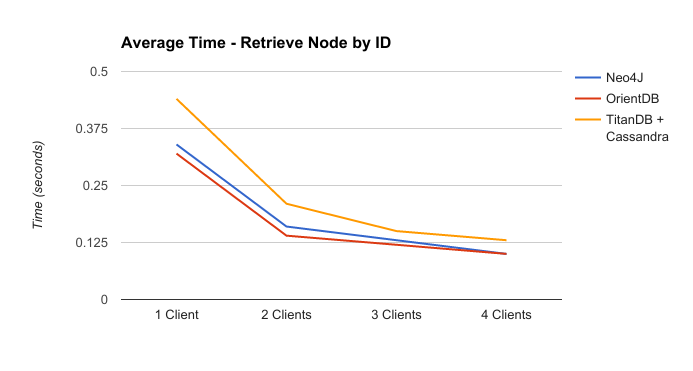 Average Time - Retrieve Node by ID
0.5
0.375
0.25
0.125
0
Time (seconds)
1 Client
2 Clients
3 Clients
4 Clients
Neo4J
OrientDB
TitanDB +
Cassandra